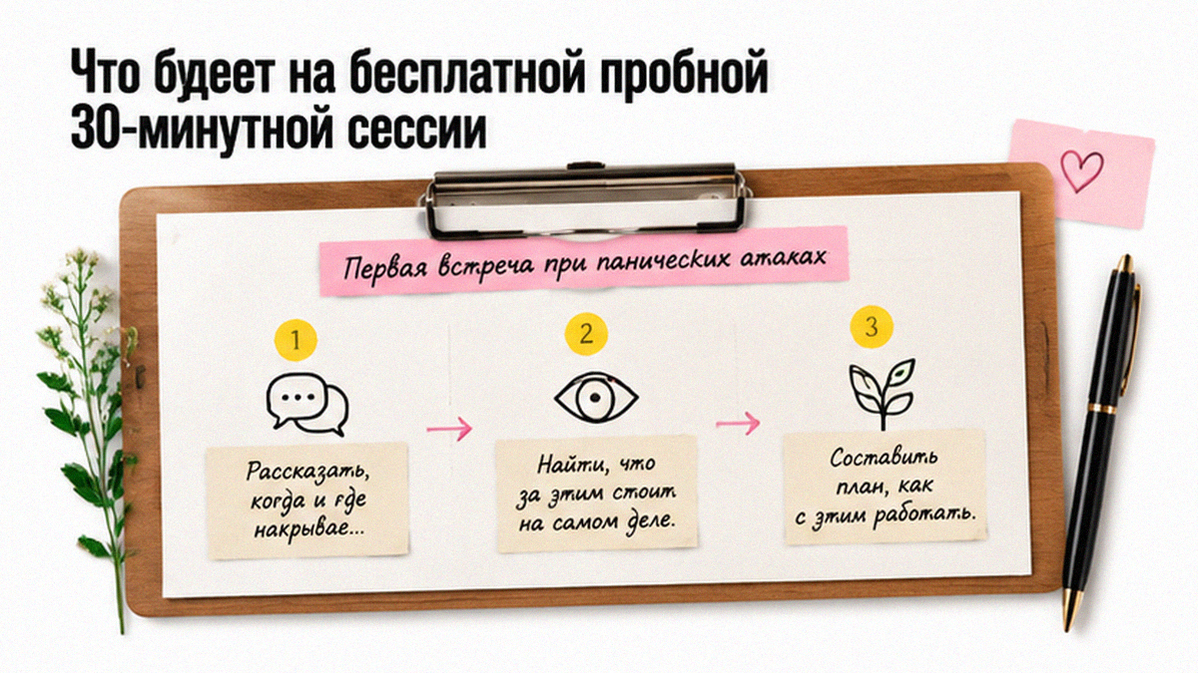 Что будеет на бесплатной пробной
30-минутной сессии
Первая встреча при панических атаках
1
2
3
Рассказать,
когда и где
накрывае...
Найти, что
за этим стоит
на самом деле.
Составить
план, как
с этим работать.